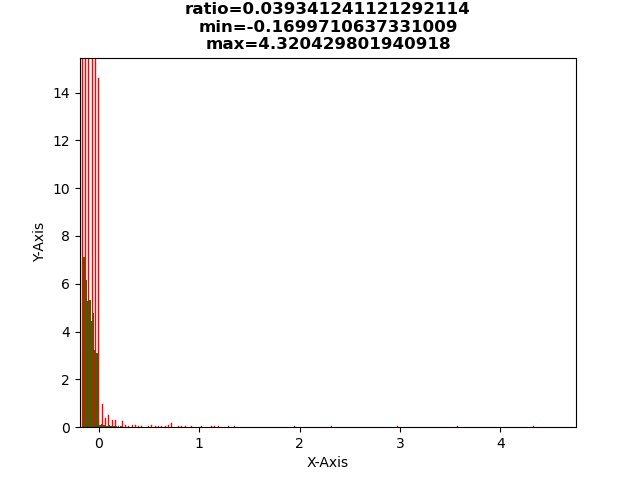 ratio=0.039341241121292114
min=-0.1699710637331009
max=4.320429801940918
14
12
10
8
6
4
2
0
Y-Axis
0 1 2 3 4
X-Axis